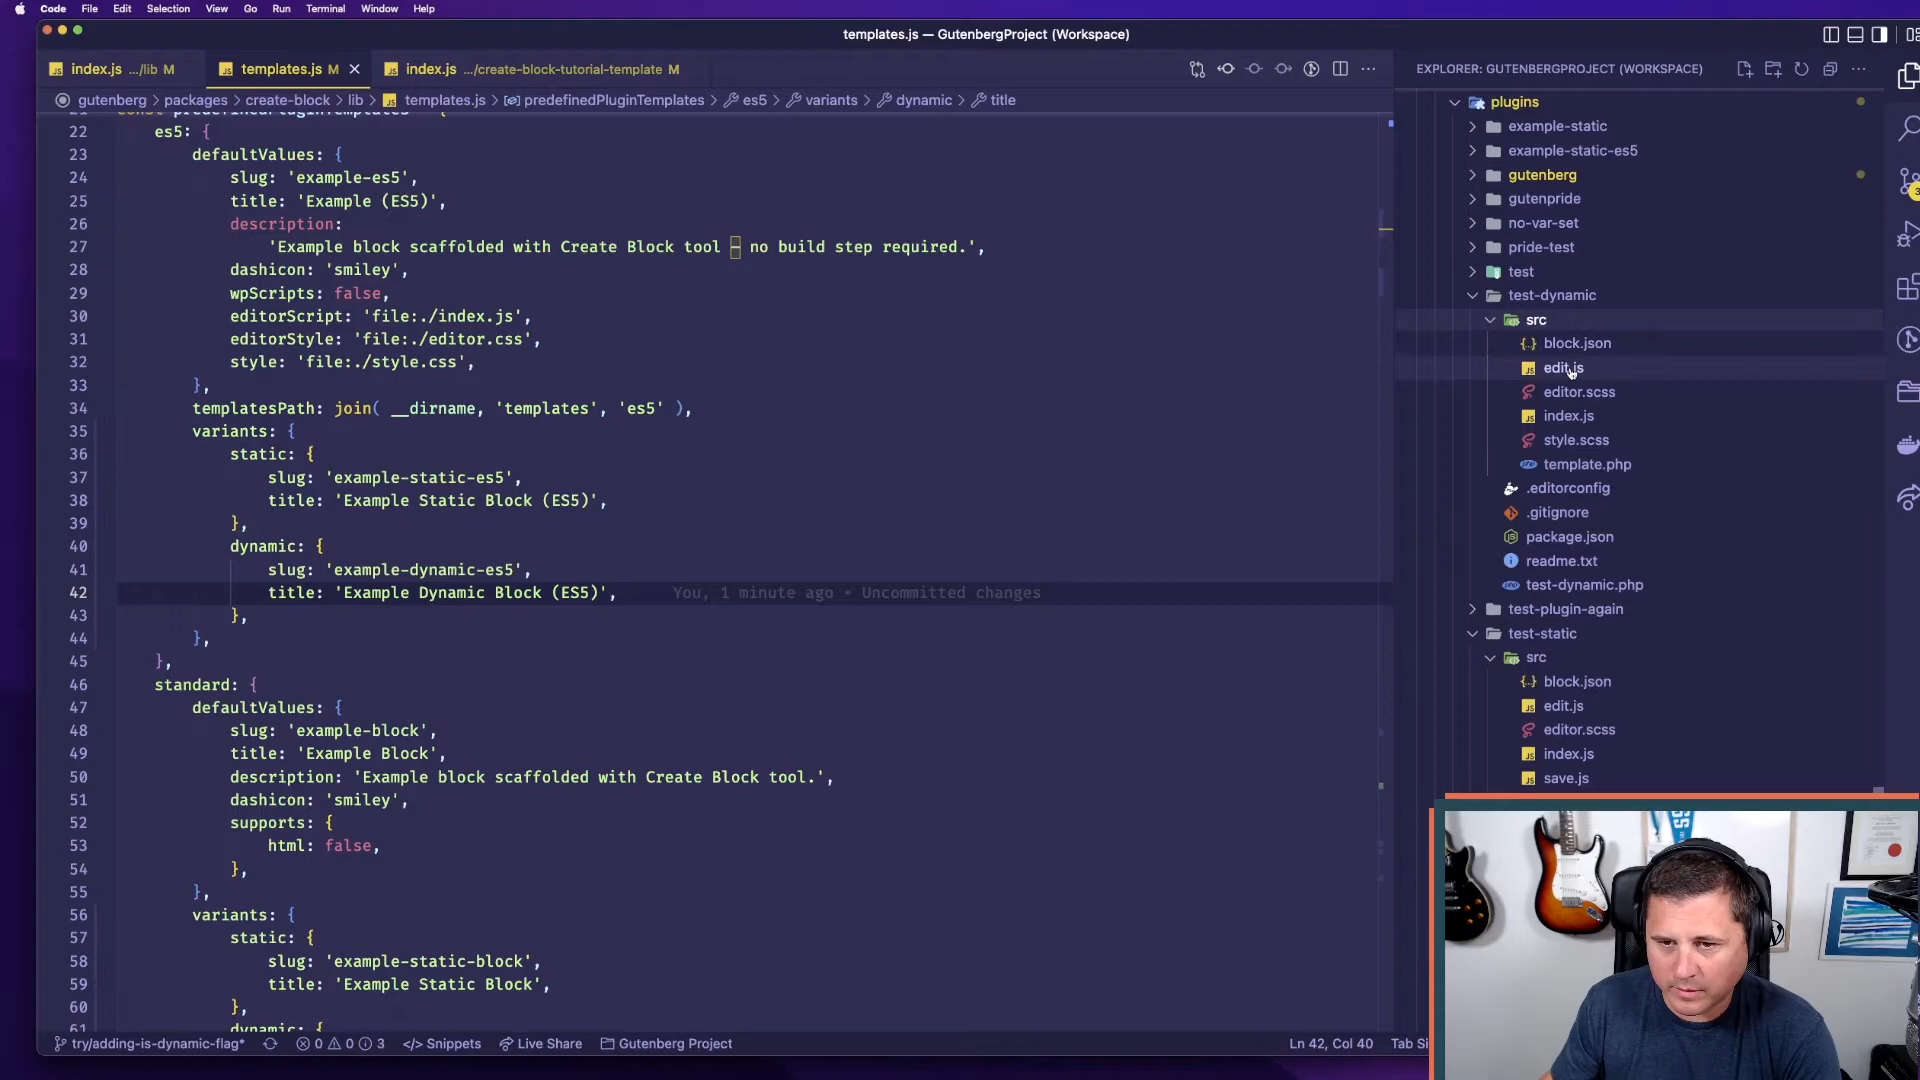 Code File Edit Selection View Go Run Terminal Window Help
templates.js — GutenbergProject (Workspace)
index.js .../lib M
templates.js M
index.js .../create-block-tutorial-template M
gutenberg > packages > create-block > lib > templates.js > predefinedPluginTemplates > es5 > variants > dynamic > title
22 es5: {
23 defaultValues: {
24 slug: 'example-es5',
25 title: 'Example (ES5)',
26 description:
27 'Example block scaffolded with Create Block tool – no build step required.',
28 dashicon: 'smiley',
29 wpScripts: false,
30 editorScript: 'file:./index.js',
31 editorStyle: 'file:./editor.css',
32 style: 'file:./style.css',
33 },
34 templatesPath: join( __dirname, 'templates', 'es5' ),
35 variants: {
36 static: {
37 slug: 'example-static-es5',
38 title: 'Example Static Block (ES5)',
39 },
40 dynamic: {
41 slug: 'example-dynamic-es5',
42 title: 'Example Dynamic Block (ES5)', You, 1 minute ago • Uncommitted changes
43 },
44 },
45 },
46 standard: {
47 defaultValues: {
48 slug: 'example-block',
49 title: 'Example Block',
50 description: 'Example block scaffolded with Create Block tool.',
51 dashicon: 'smiley',
52 supports: {
53 html: false,
54 },
55 },
56 variants: {
57 static: {
58 slug: 'example-static-block',
59 title: 'Example Static Block',
60 },
61 dynamic: {
EXPLORER: GUTENBERGPROJECT (WORKSPACE)
plugins
example-static
example-static-es5
gutenberg
gutenpride
no-var-set
pride-test
test
test-dynamic
src
block.json
edit.js
editor.scss
index.js
style.scss
template.php
.editorconfig
.gitignore
package.json
readme.txt
test-dynamic.php
test-plugin-again
test-static
src
block.json
edit.js
editor.scss
index.js
save.js
try/adding-is-dynamic-flag* 0 0 3 </> Snippets Live Share Gutenberg Project Ln 42, Col 40